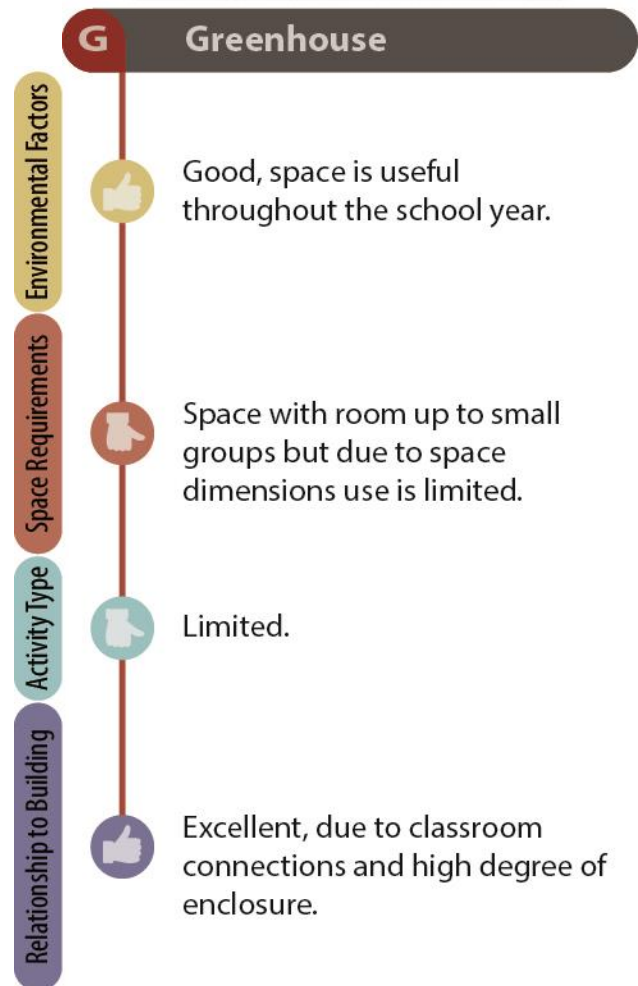 G Greenhouse
Environmental Factors
Good, space is useful
throughout the school year.
Space Requirements
Space with room up to small
groups but due to space
dimensions use is limited.
Activity Type
Limited.
Relationship to Building
Excellent, due to classroom
connections and high degree of
enclosure.